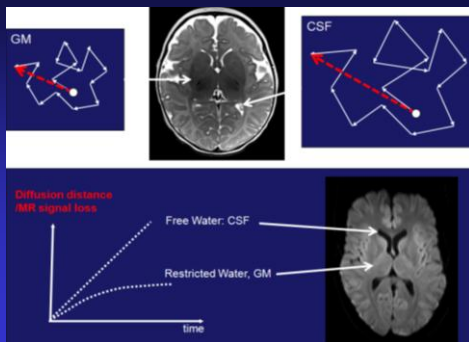 GM
CSF
Diffusion distance
/MR signal loss
Free Water: CSF
Restricted Water, GM
time